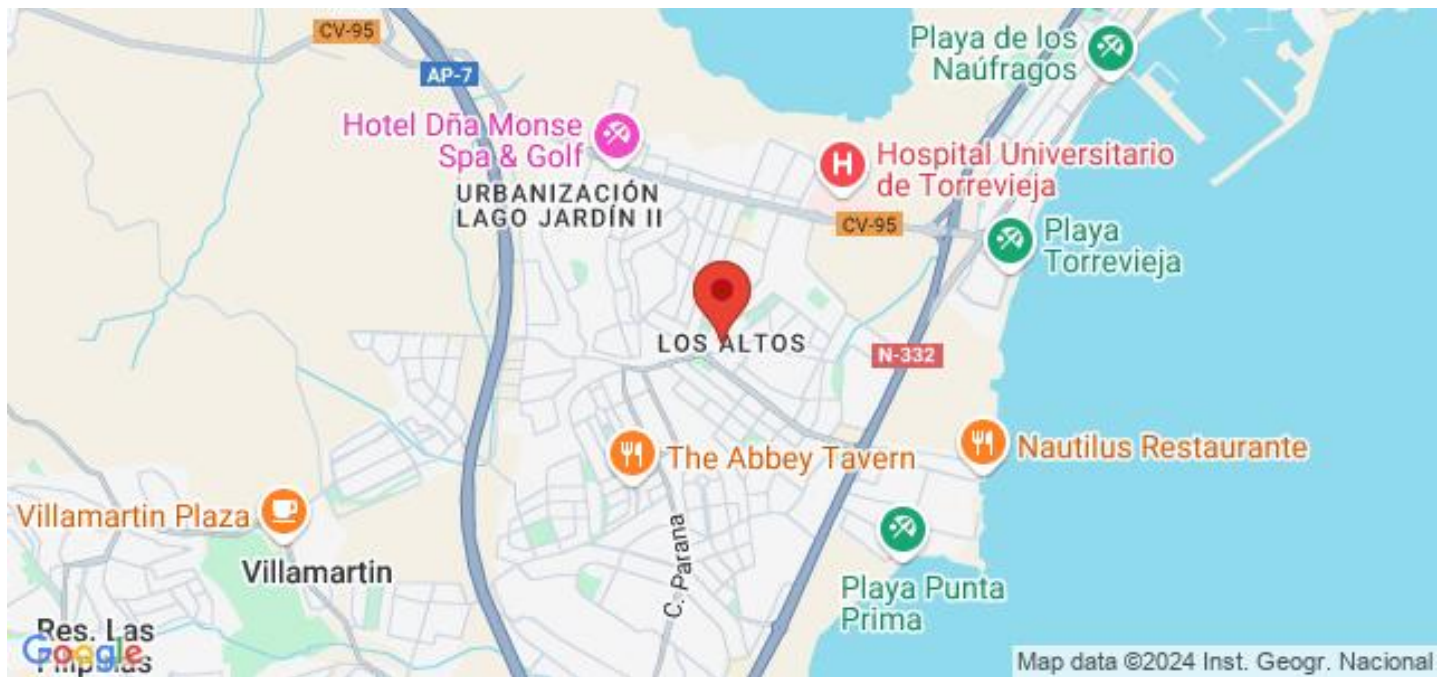 CV-95
Playa de los
Naúfragos
AP-7
Hotel Dña Monse
Spa & Golf
Hospital Universitario
de Torrevieja
H
URBANIZACIÓN
LAGO JARDÍN II
CV-95
Playa
Torrevieja
LOS ALTOS
N-332
The Abbey Tavern
Nautilus Restaurante
Villamartin Plaza
Villamartin
C. Parana
Playa Punta
Prima
Res. Las
Google
Map data ©2024 Inst. Geogr. Nacional